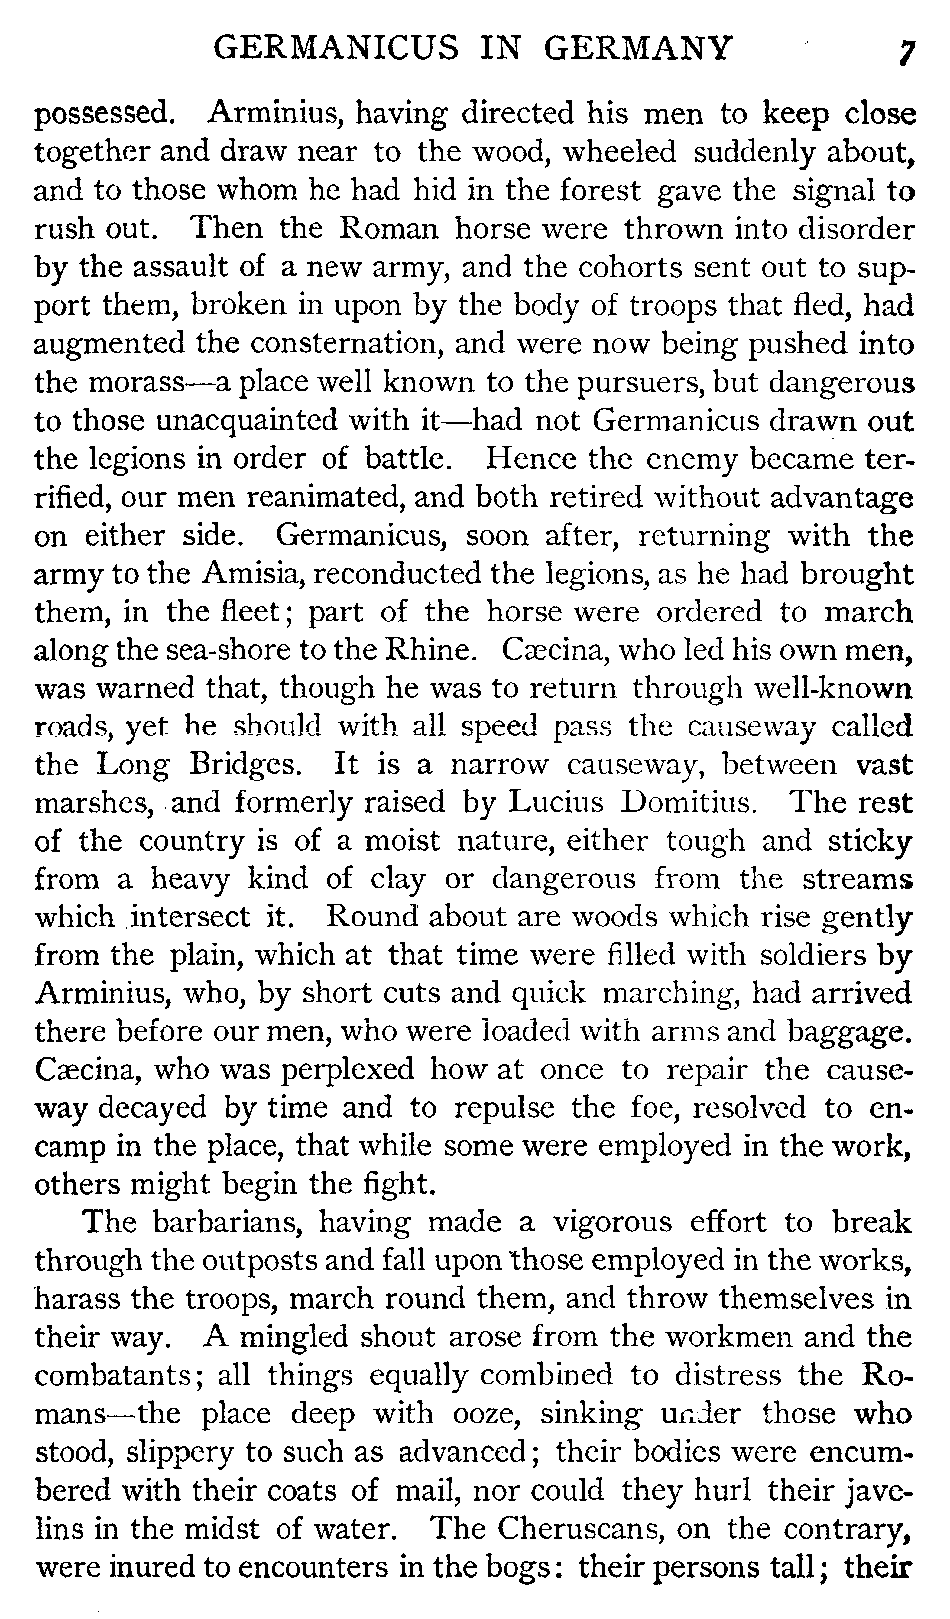 GERMANICUS IN GERMANY 7
possessed. Arminius, having directed his men to keep close
together and draw near to the wood, wheeled suddenly about,
and to those whom he had hid in the forest gave the signal to
rush out. Then the Roman horse were thrown into disorder
by the assault of a new army, and the cohorts sent out to sup-
port them, broken in upon by the body of troops that fled, had
augmented the consternation, and were now being pushed into
the morass—a place well known to the pursuers, but dangerous
to those unacquainted with it—had not Germanicus drawn out
the legions in order of battle. Hence the enemy became ter-
rified, our men reanimated, and both retired without advantage
on either side. Germanicus, soon after, returning with the
army to the Amisia, reconducted the legions, as he had brought
them, in the fleet; part of the horse were ordered to march
along the sea-shore to the Rhine. Cæcina, who led his own men,
was warned that, though he was to return through well-known
roads, yet he should with all speed pass the causeway called
the Long Bridges. It is a narrow causeway, between vast
marshes, and formerly raised by Lucius Domitius. The rest
of the country is of a moist nature, either tough and sticky
from a heavy kind of clay or dangerous from the streams
which intersect it. Round about are woods which rise gently
from the plain, which at that time were filled with soldiers by
Arminius, who, by short cuts and quick marching, had arrived
there before our men, who were loaded with arms and baggage.
Cæcina, who was perplexed how at once to repair the cause-
way decayed by time and to repulse the foe, resolved to en-
camp in the place, that while some were employed in the work,
others might begin the fight.
The barbarians, having made a vigorous effort to break
through the outposts and fall upon those employed in the works,
harass the troops, march round them, and throw themselves in
their way. A mingled shout arose from the workmen and the
combatants; all things equally combined to distress the Ro-
mans—the place deep with ooze, sinking under those who
stood, slippery to such as advanced; their bodies were encum-
bered with their coats of mail, nor could they hurl their jave-
lins in the midst of water. The Cheruscans, on the contrary,
were inured to encounters in the bogs: their persons tall; their